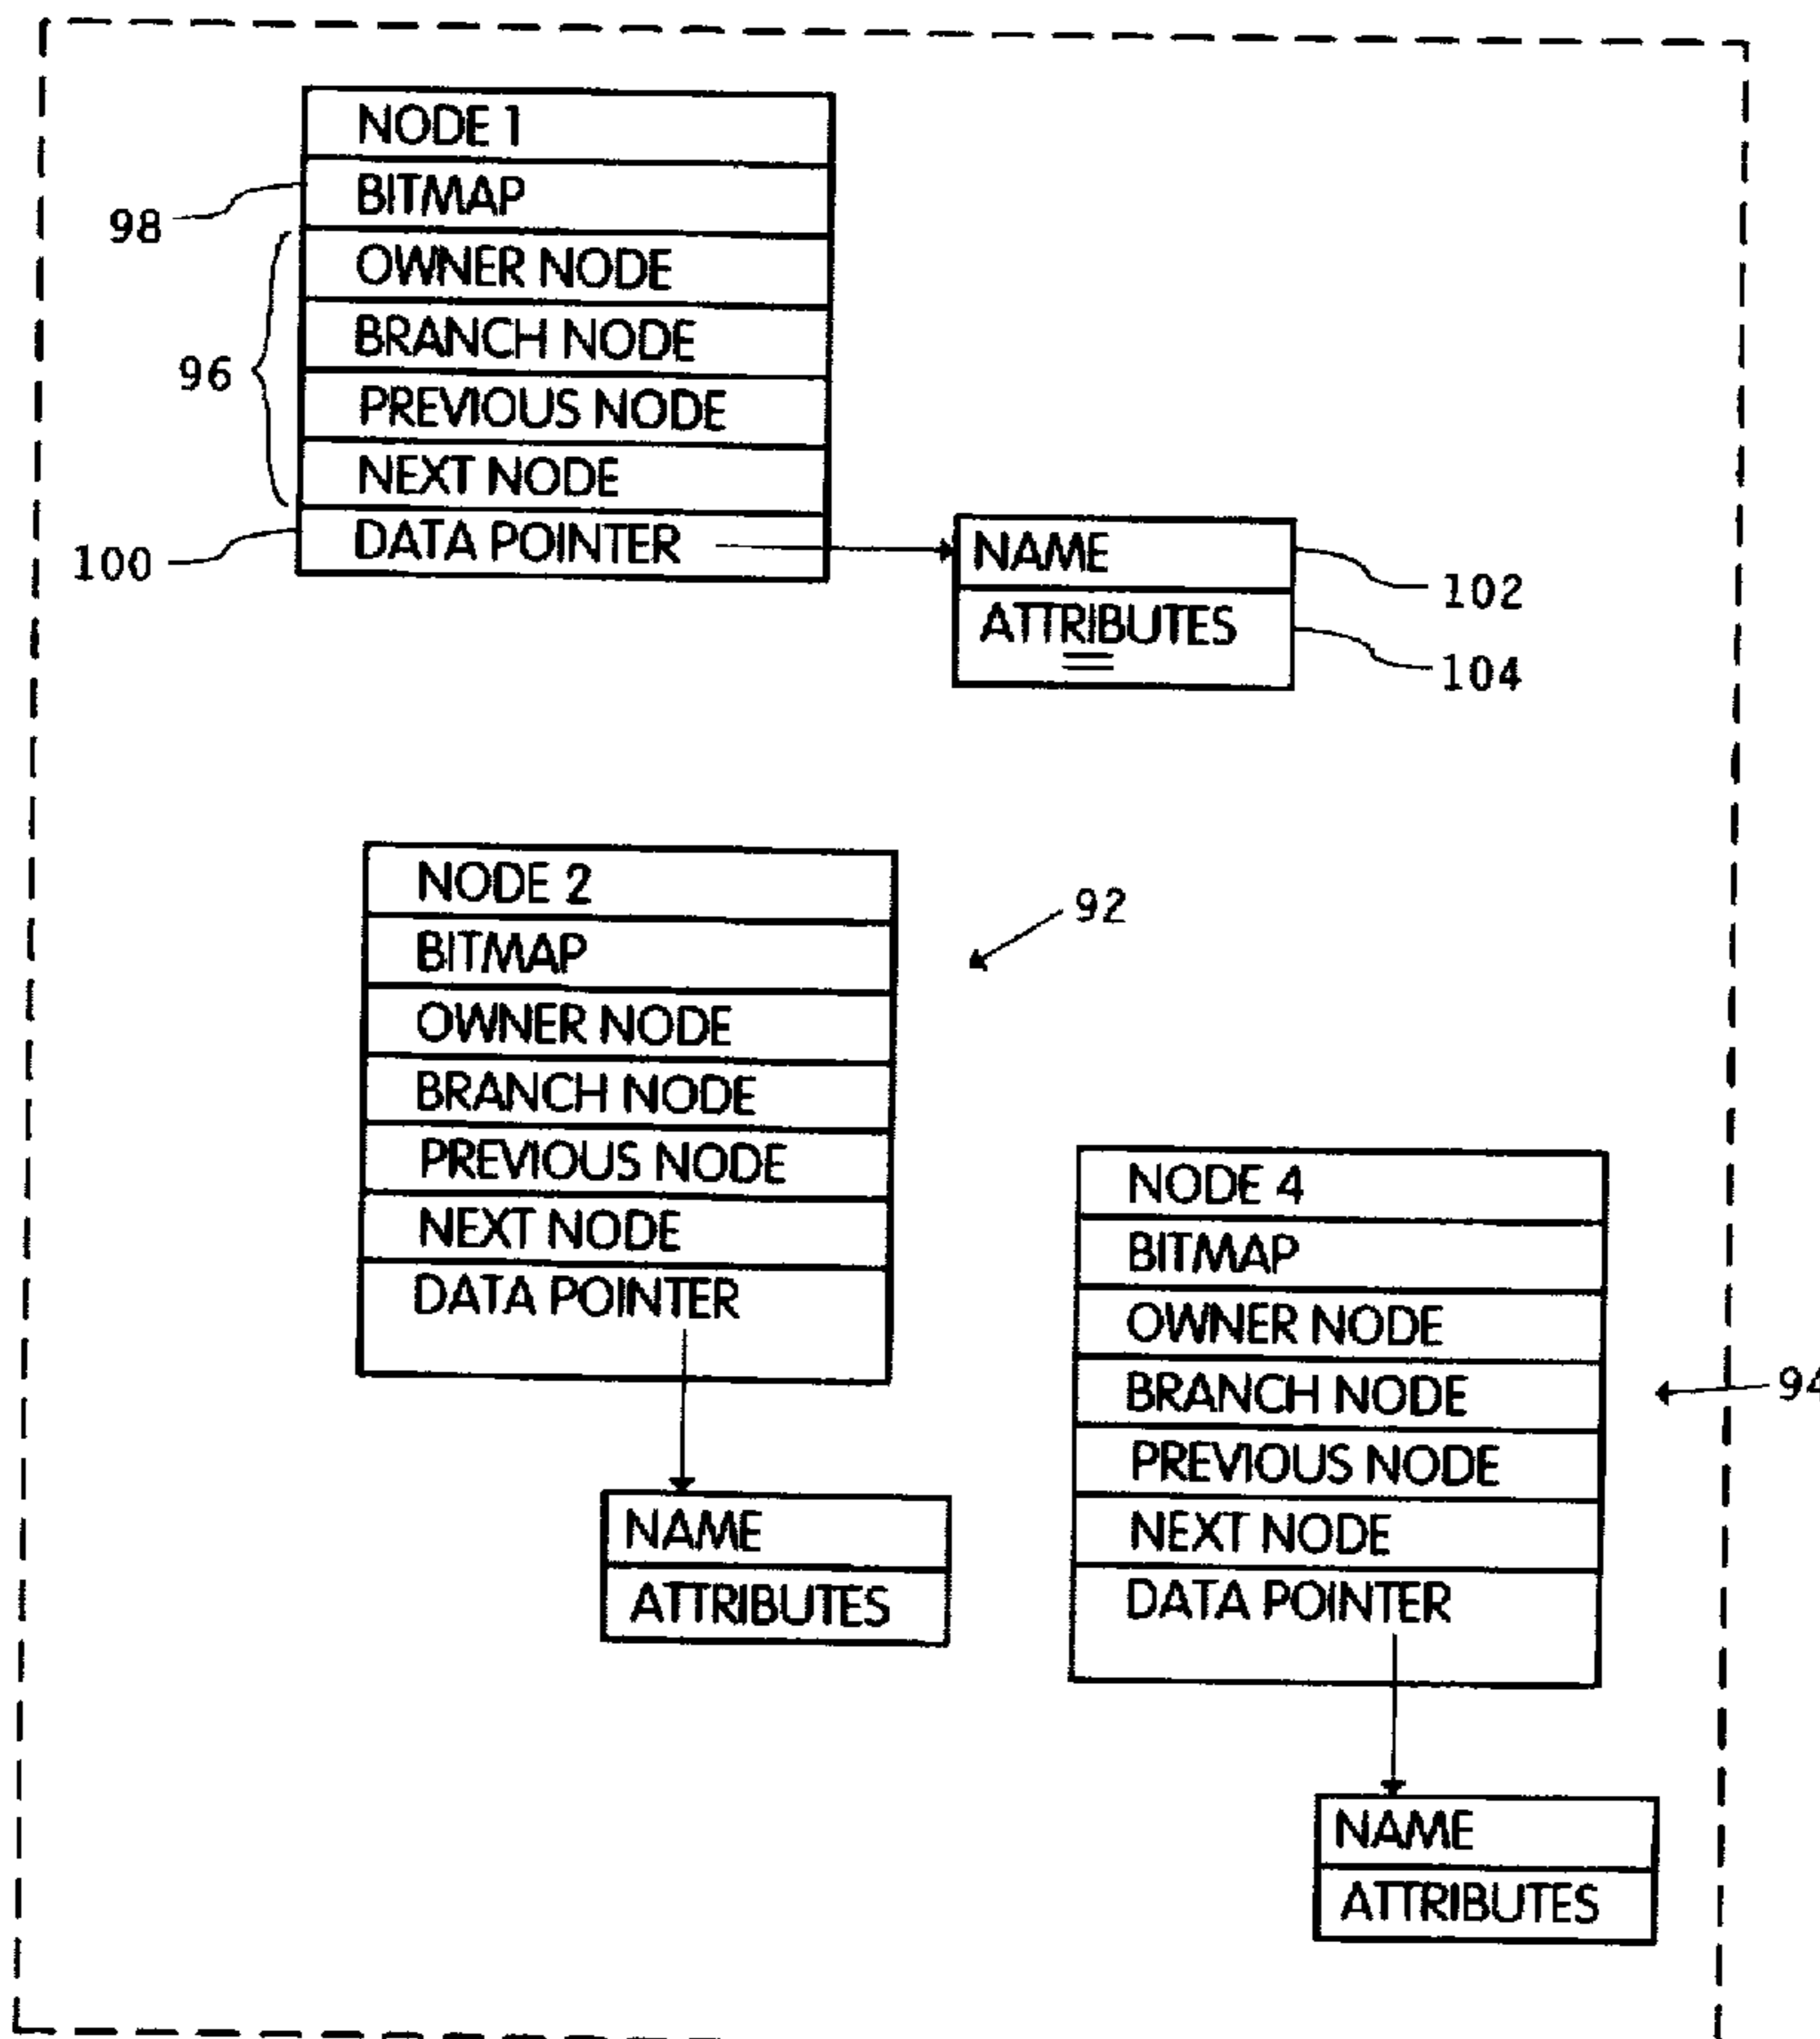 NODE 1
BITMAP
98
OWNER NODE
BRANCH NODE
96
PREVIOUS NODE
NEXT NODE
DATA POINTER
100
NAME
102
ATTRIBUTES
104
NODE 2
92
BITMAP
OWNER NODE
BRANCH NODE
PREVIOUS NODE
NEXT NODE
DATA POINTER
NODE 4
BITMAP
OWNER NODE
BRANCH NODE
94
PREVIOUS NODE
NEXT NODE
DATA POINTER
NAME
ATTRIBUTES
NAME
ATTRIBUTES